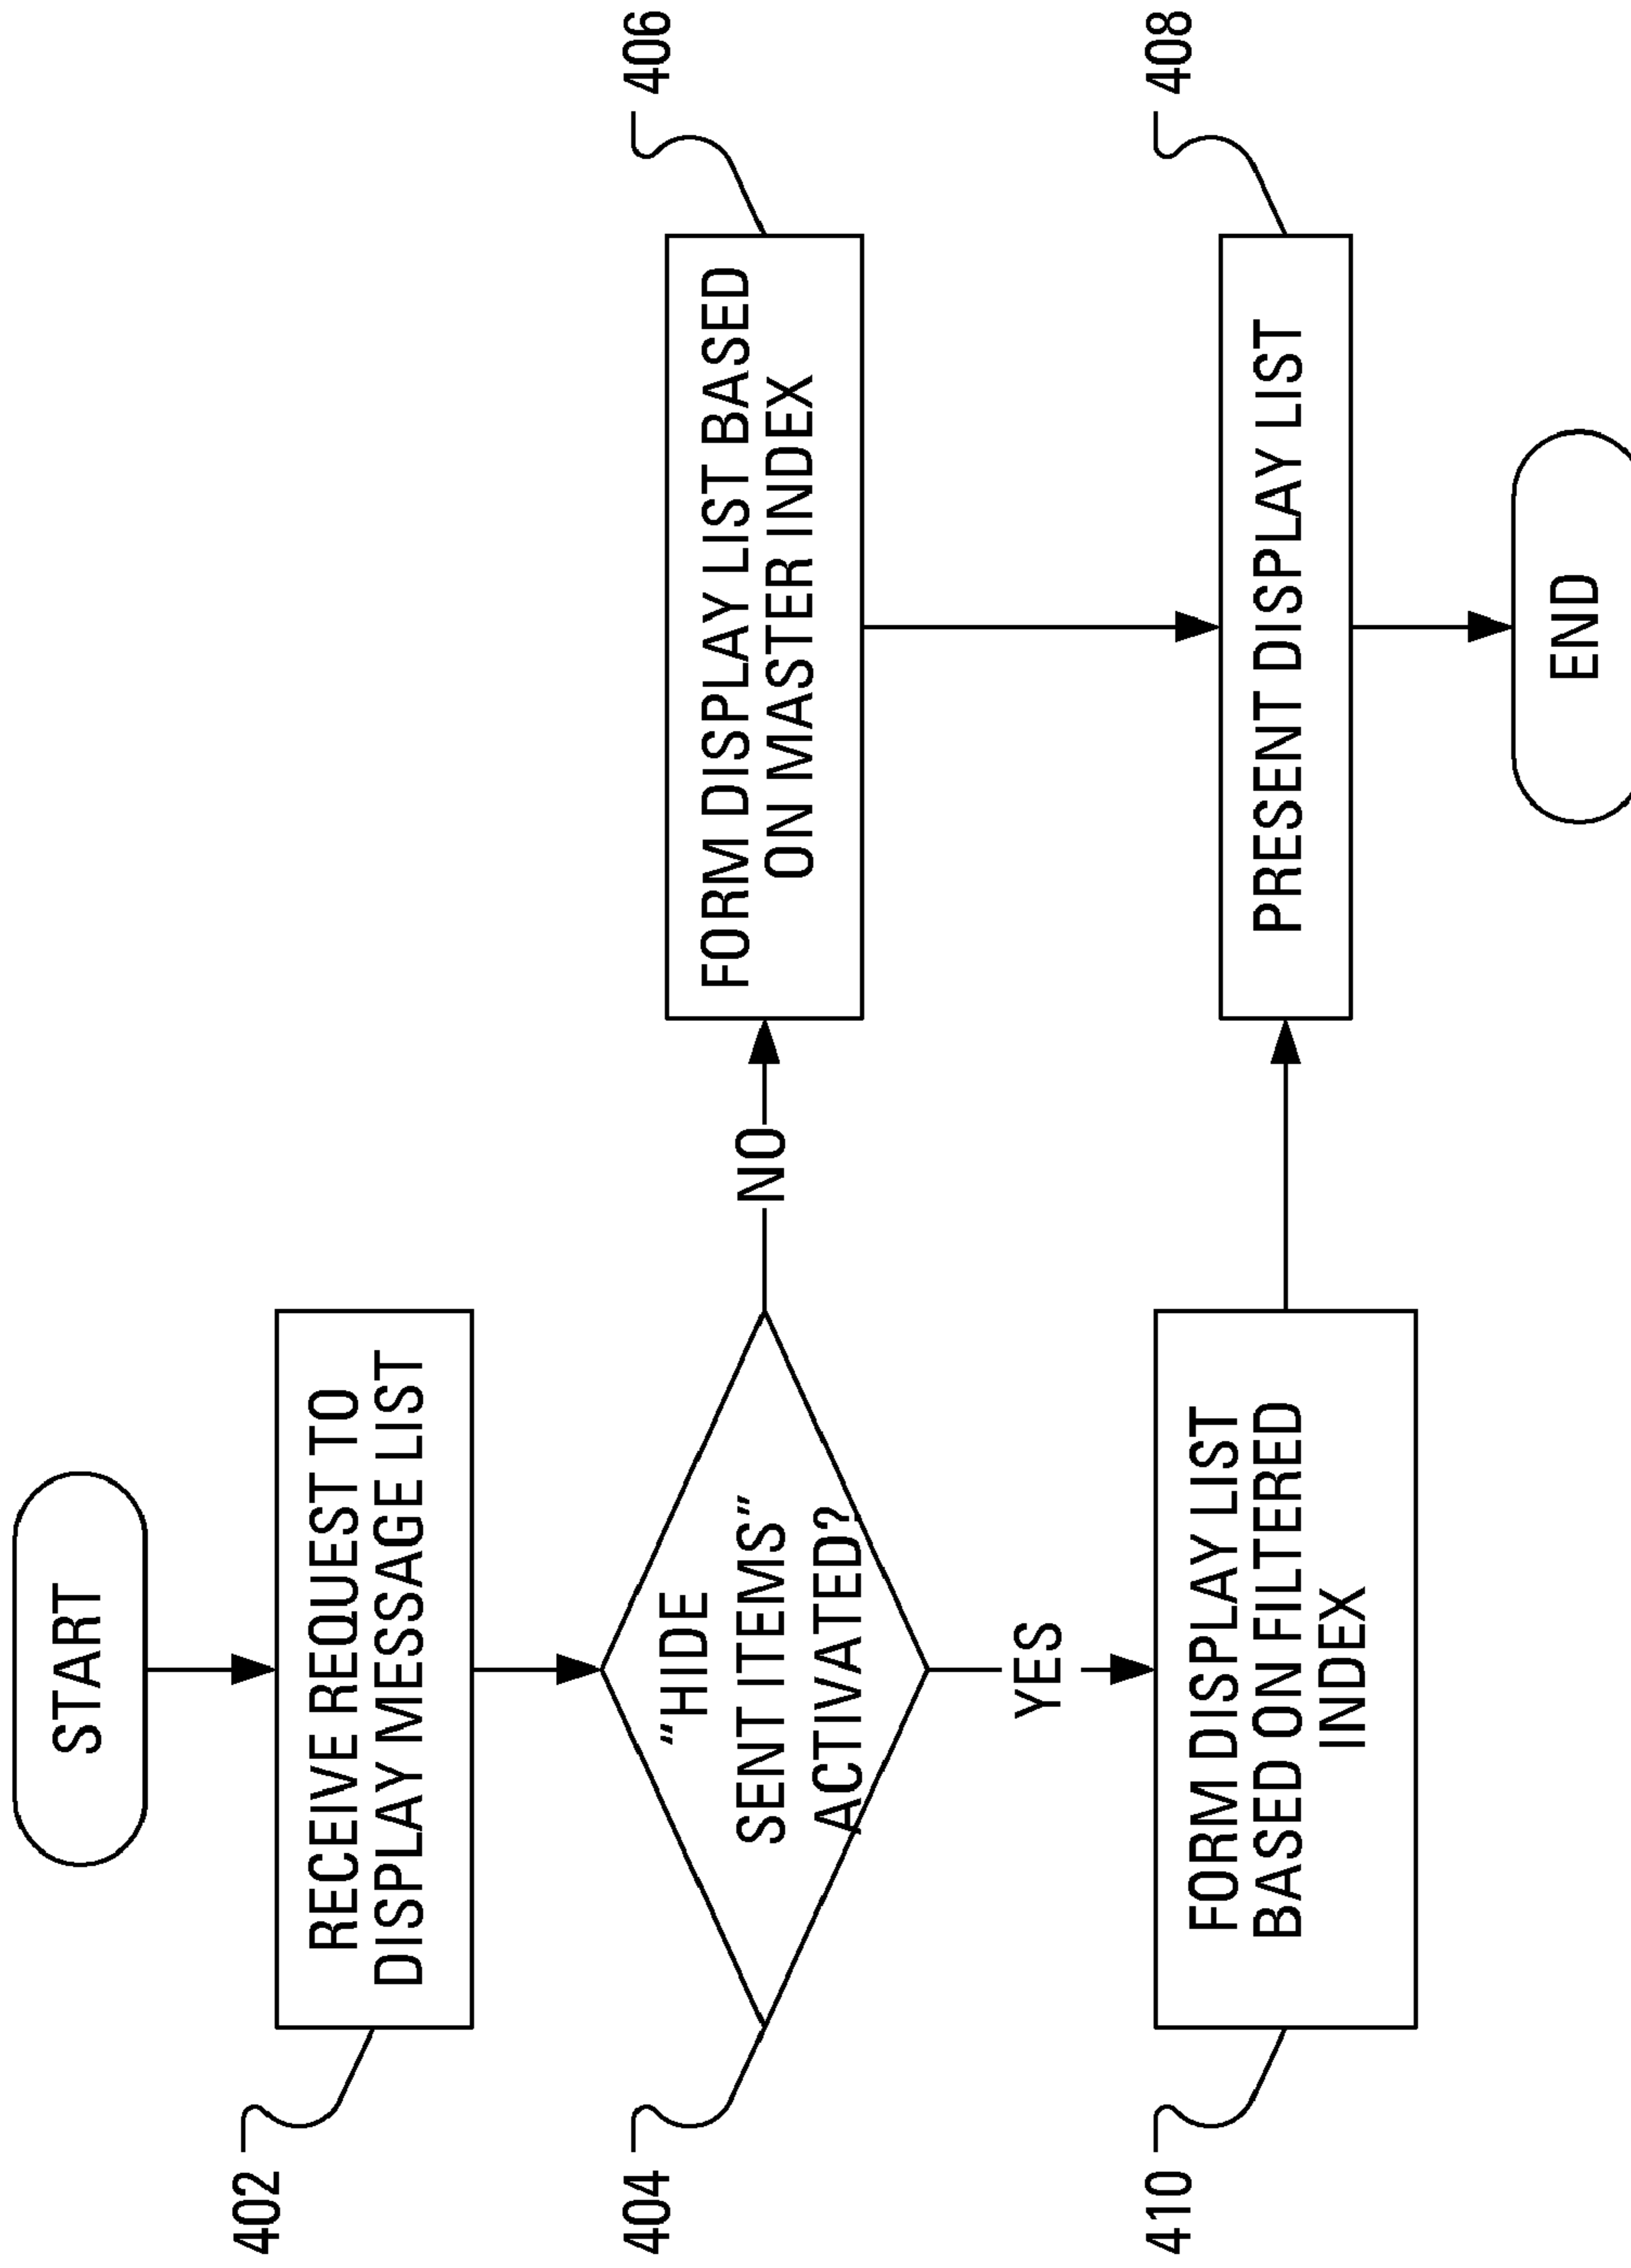 START
402
RECEIVE REQUEST TO
DISPLAY MESSAGE LIST
404
"HIDE
SENT ITEMS"
ACTIVATED?
NO
FORM DISPLAY LIST BASED
ON MASTER INDEX
406
YES
410
FORM DISPLAY LIST
BASED ON FILTERED
INDEX
PRESENT DISPLAY LIST
408
END